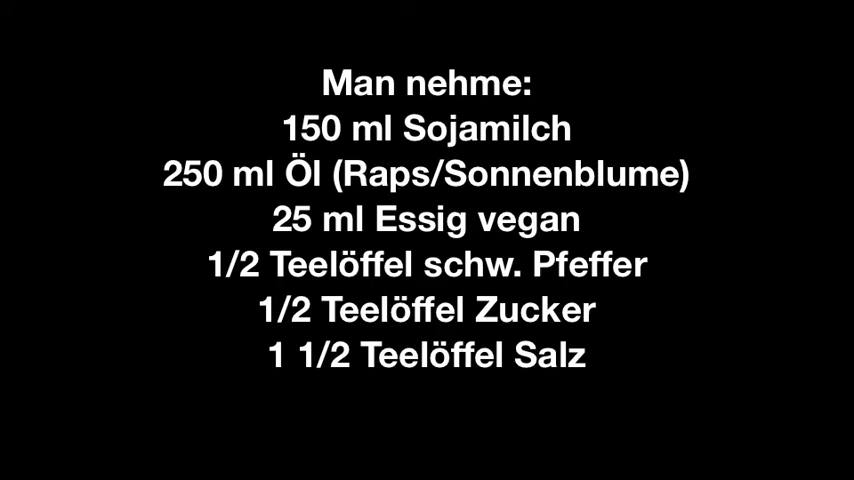 Man nehme:
150 ml Sojamilch
250 ml Öl (Raps/Sonnenblume)
25 ml Essig vegan
1/2 Teelöffel schw. Pfeffer
1/2 Teelöffel Zucker
1 1/2 Teelöffel Salz